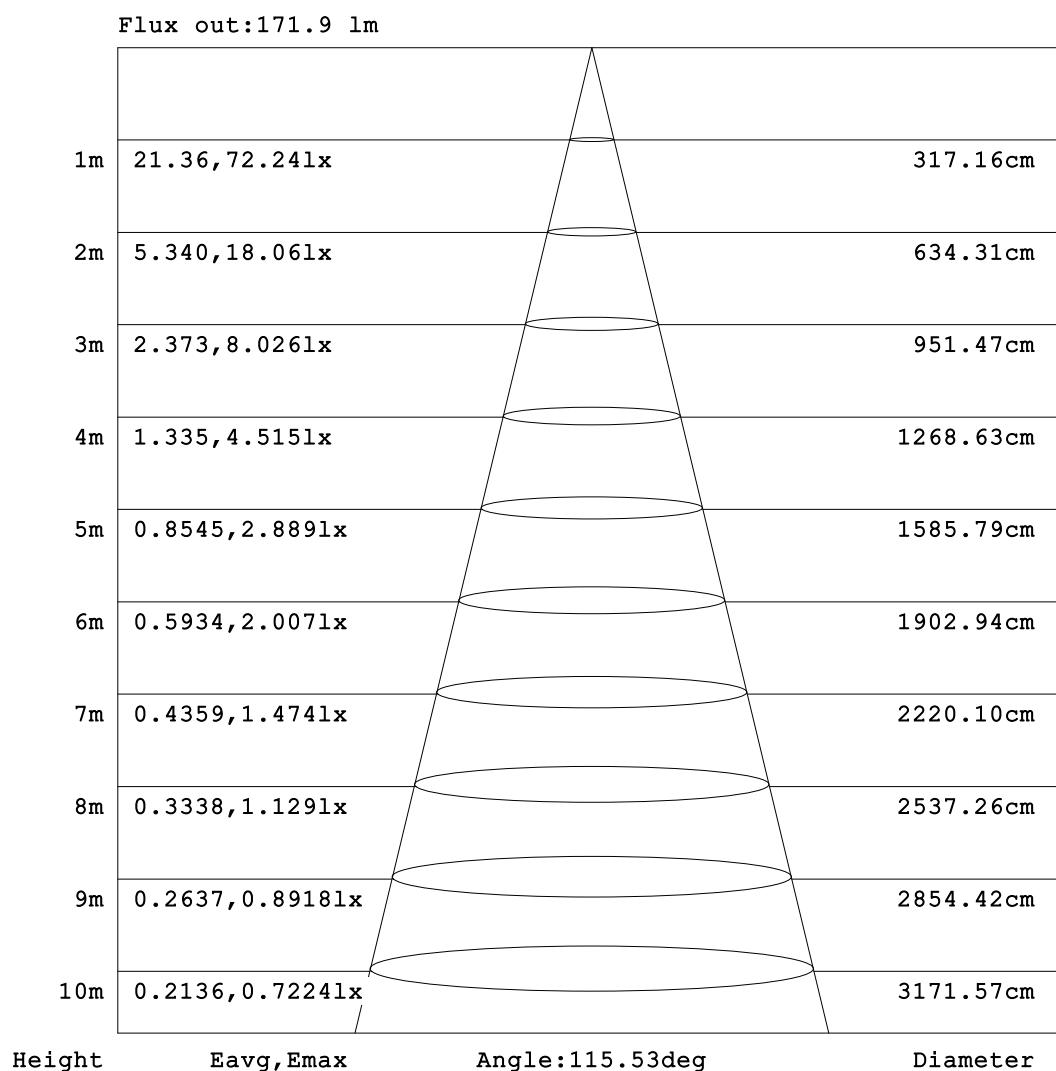 Flux out:171.9 lm
1m 21.36,72.24lx 317.16cm
2m 5.340,18.06lx 634.31cm
3m 2.373,8.026lx 951.47cm
4m 1.335,4.515lx 1268.63cm
5m 0.8545,2.889lx 1585.79cm
6m 0.5934,2.007lx 1902.94cm
7m 0.4359,1.474lx 2220.10cm
8m 0.3338,1.129lx 2537.26cm
9m 0.2637,0.8918lx 2854.42cm
10m 0.2136,0.7224lx 3171.57cm
Height Eavg,Emax Angle:115.53deg Diameter